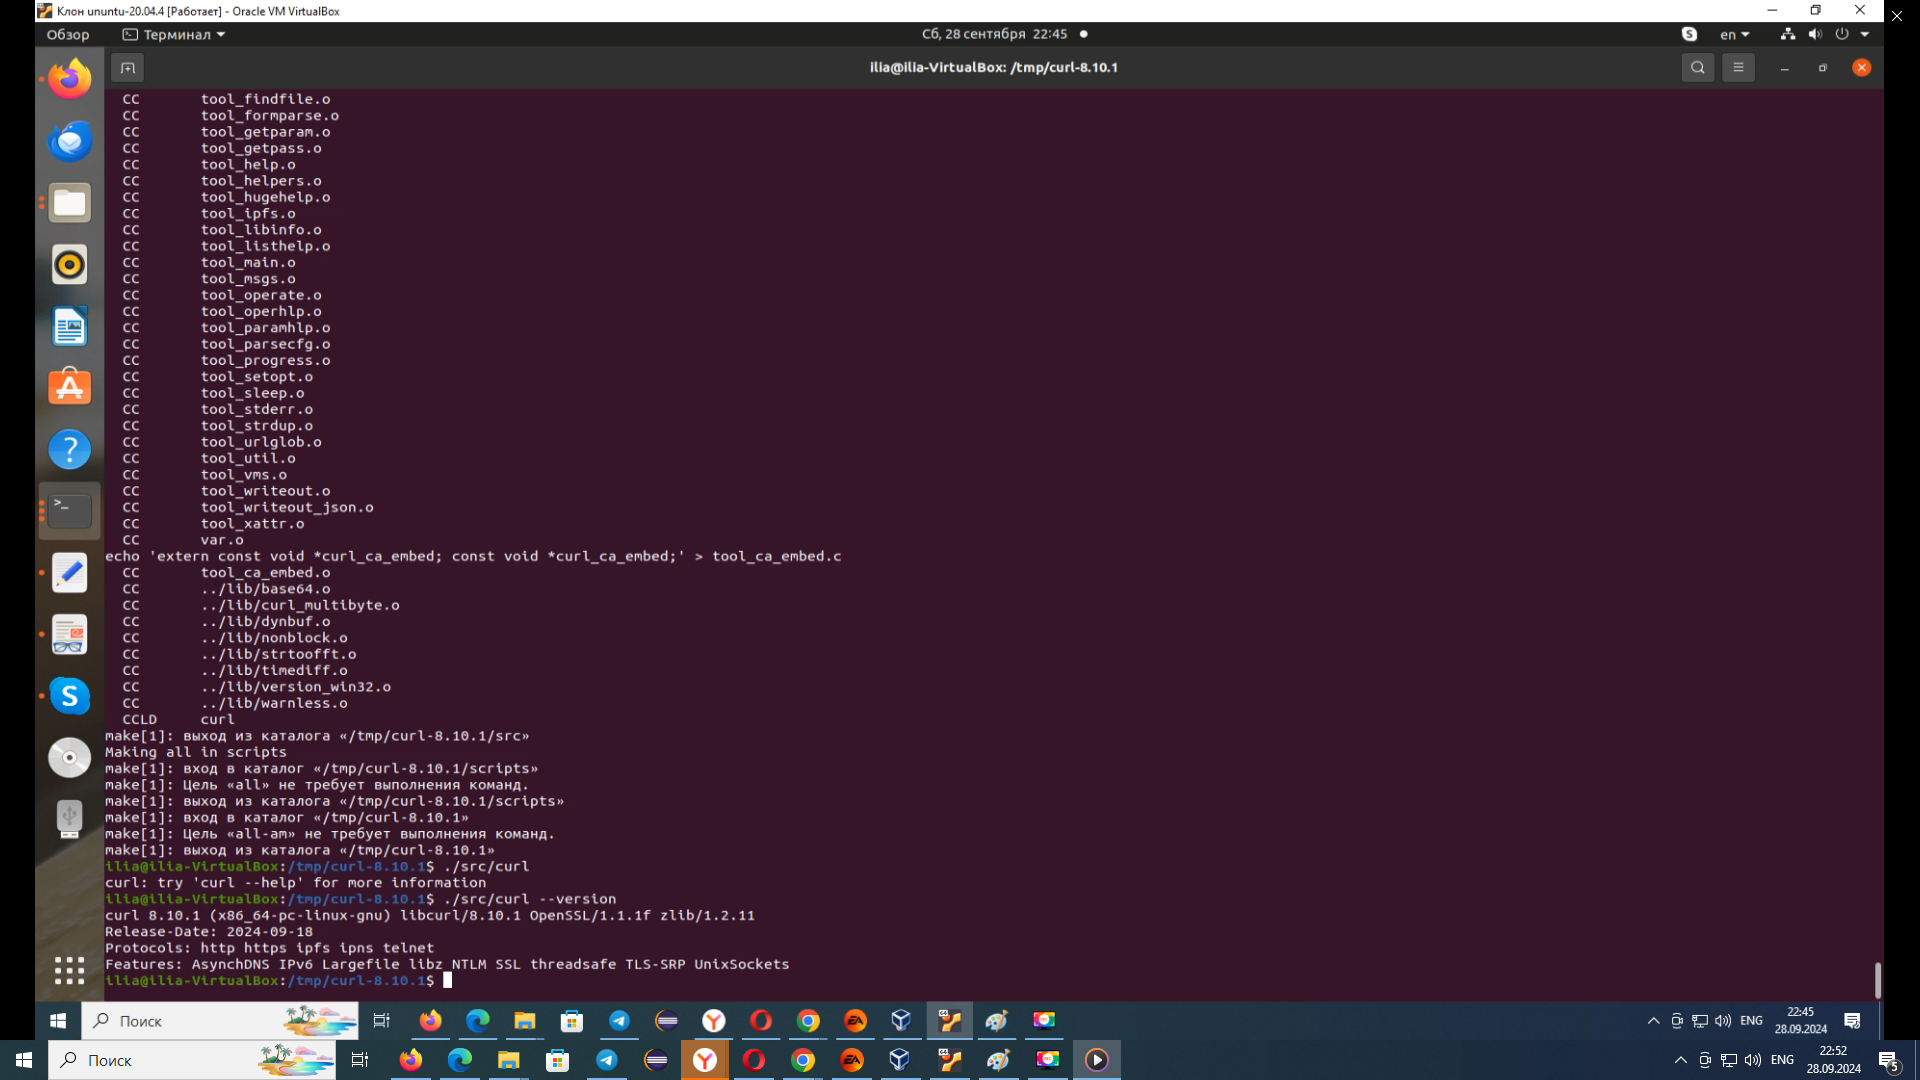 Клон ununtu-20.04.4 [Работает] - Oracle VM VirtualBox
Обзор Терминал Сб, 28 сентября 22:45 en
ilia@ilia-VirtualBox: /tmp/curl-8.10.1
CC tool_findfile.o
CC tool_formparse.o
CC tool_getparam.o
CC tool_getpass.o
CC tool_help.o
CC tool_helpers.o
CC tool_hugehelp.o
CC tool_ipfs.o
CC tool_libinfo.o
CC tool_listhelp.o
CC tool_main.o
CC tool_msgs.o
CC tool_operate.o
CC tool_operhlp.o
CC tool_paramhlp.o
CC tool_parsecfg.o
CC tool_progress.o
CC tool_setopt.o
CC tool_sleep.o
CC tool_stderr.o
CC tool_strdup.o
CC tool_urlglob.o
CC tool_util.o
CC tool_vms.o
CC tool_writeout.o
CC tool_writeout_json.o
CC tool_xattr.o
CC var.o
echo 'extern const void *curl_ca_embed; const void *curl_ca_embed;' > tool_ca_embed.c
CC tool_ca_embed.o
CC ../lib/base64.o
CC ../lib/curl_multibyte.o
CC ../lib/dynbuf.o
CC ../lib/nonblock.o
CC ../lib/strtoofft.o
CC ../lib/timediff.o
CC ../lib/version_win32.o
CC ../lib/warnless.o
CCLD curl
make[1]: выход из каталога «/tmp/curl-8.10.1/src»
Making all in scripts
make[1]: вход в каталог «/tmp/curl-8.10.1/scripts»
make[1]: Цель «all» не требует выполнения команд.
make[1]: выход из каталога «/tmp/curl-8.10.1/scripts»
make[1]: вход в каталог «/tmp/curl-8.10.1»
make[1]: Цель «all-am» не требует выполнения команд.
make[1]: выход из каталога «/tmp/curl-8.10.1»
ilia@ilia-VirtualBox:/tmp/curl-8.10.1$ ./src/curl
curl: try 'curl --help' for more information
ilia@ilia-VirtualBox:/tmp/curl-8.10.1$ ./src/curl --version
curl 8.10.1 (x86_64-pc-linux-gnu) libcurl/8.10.1 OpenSSL/1.1.1f zlib/1.2.11
Release-Date: 2024-09-18
Protocols: http https ipfs ipns telnet
Features: AsynchDNS IPv6 Largefile libz NTLM SSL threadsafe TLS-SRP UnixSockets
ilia@ilia-VirtualBox:/tmp/curl-8.10.1$
Поиск ENG 22:45
28.09.2024
Поиск ENG 22:52
28.09.2024 5